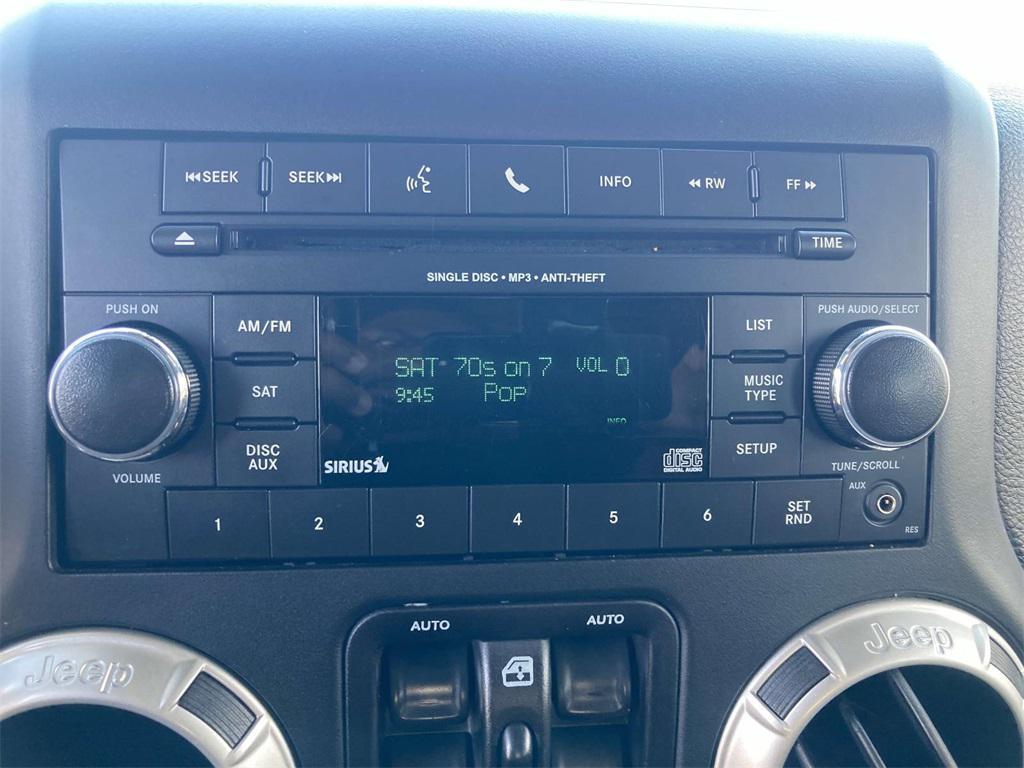 SEEK SEEK INFO RW FF
TIME
SINGLE DISC • MP3 • ANTI-THEFT
PUSH ON
PUSH AUDIO/SELECT
AM/FM
SAT
DISC
AUX
SAT 70s on 7 VOL 0
9:45 Pop
INFO
SIRIUS
COMPACT
disc
DIGITAL AUDIO
LIST
MUSIC
TYPE
SETUP
VOLUME
TUNE/SCROLL
1 2 3 4 5 6 SET
RND
AUX
RES
AUTO AUTO
Jeep Jeep